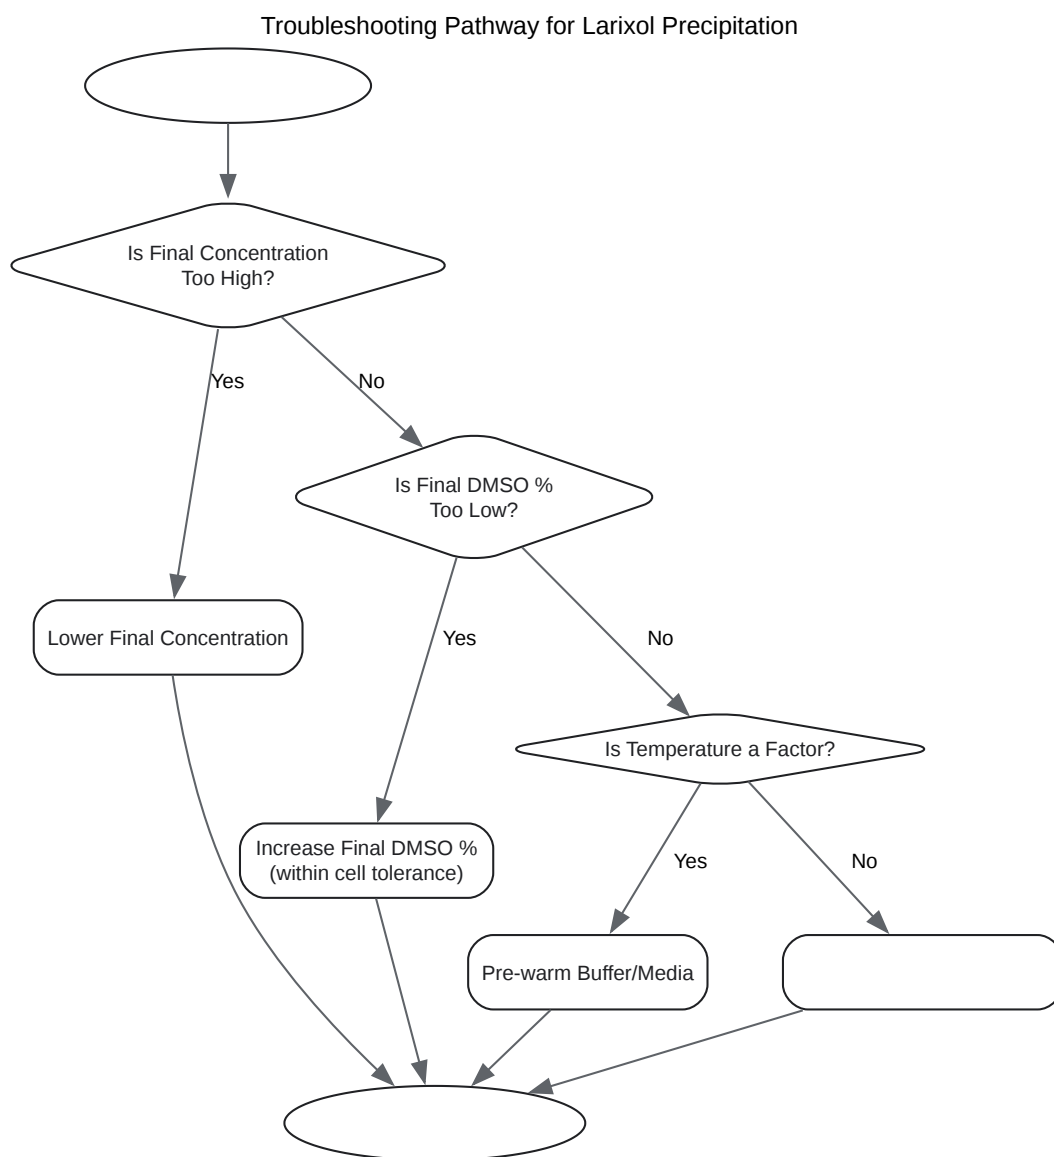 Troubleshooting Pathway for Larixol Precipitation
Is Final Concentration
Too High?
Yes
No
Is Final DMSO %
Too Low?
Lower Final Concentration
Yes
No
Is Temperature a Factor?
Increase Final DMSO %
(within cell tolerance)
Yes
No
Pre-warm Buffer/Media